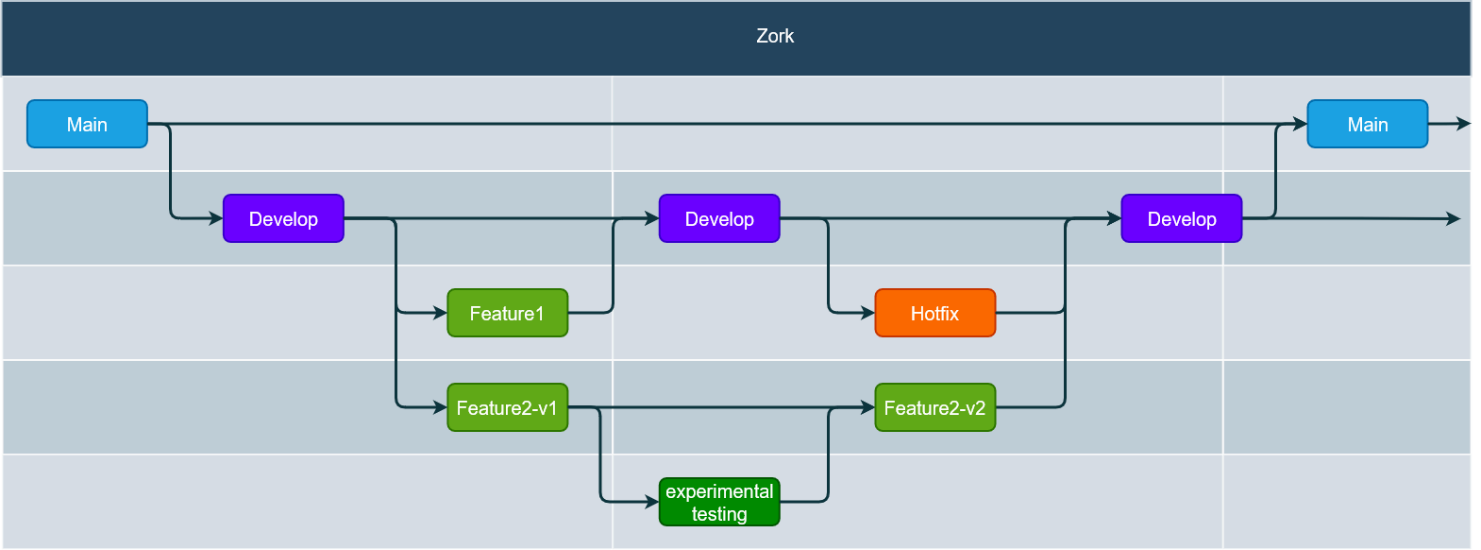 Zork
Main
Main
Develop
Develop
Develop
Feature1
Hotfix
Feature2-v1
Feature2-v2
experimental
testing